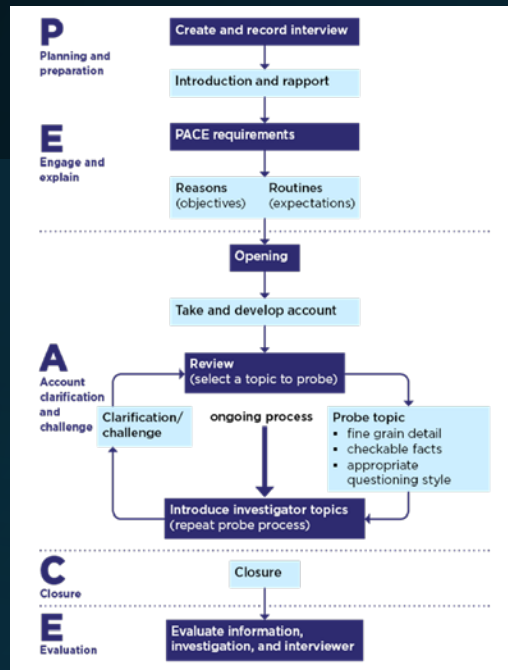 P
Planning and
preparation
Create and record interview
Introduction and rapport
E
Engage and
explain
PACE requirements
Reasons
(objectives)
Routines
(expectations)
Opening
Take and develop account
A
Account
clarification
and
challenge
Review
(select a topic to probe)
Clarification/
challenge
ongoing process
Probe topic
▪ fine grain detail
▪ checkable facts
▪ appropriate
questioning style
Introduce investigator topics
(repeat probe process)
C
Closure
Closure
E
Evaluation
Evaluate information,
investigation, and interviewer